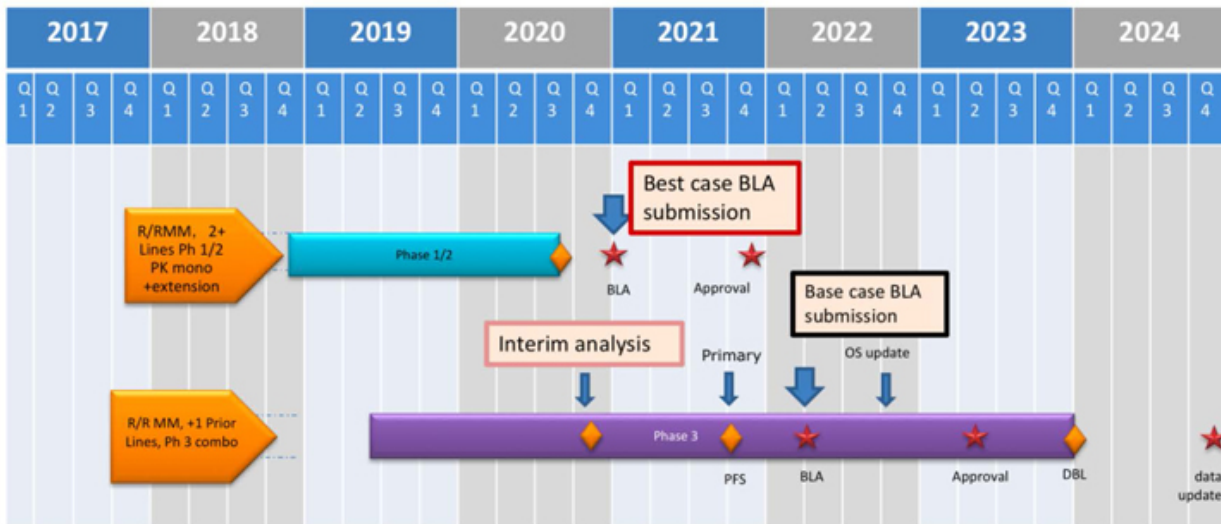 2017 2018 2019 2020 2021 2022 2023 2024
Q1 Q2 Q3 Q4 Q1 Q2 Q3 Q4 Q1 Q2 Q3 Q4 Q1 Q2 Q3 Q4 Q1 Q2 Q3 Q4 Q1 Q2 Q3 Q4 Q1 Q2 Q3 Q4 Q1 Q2 Q3 Q4
Best case BLA
submission
R/RMM, 2+
Lines Ph 1/2
PK mono
+extension
Phase 1/2
BLA
Approval
Base case BLA
submission
Interim analysis
Primary
OS update
R/R MM, +1 Prior
Lines, Ph 3 combo
Phase 3
PFS
BLA
Approval
DBL
data
update